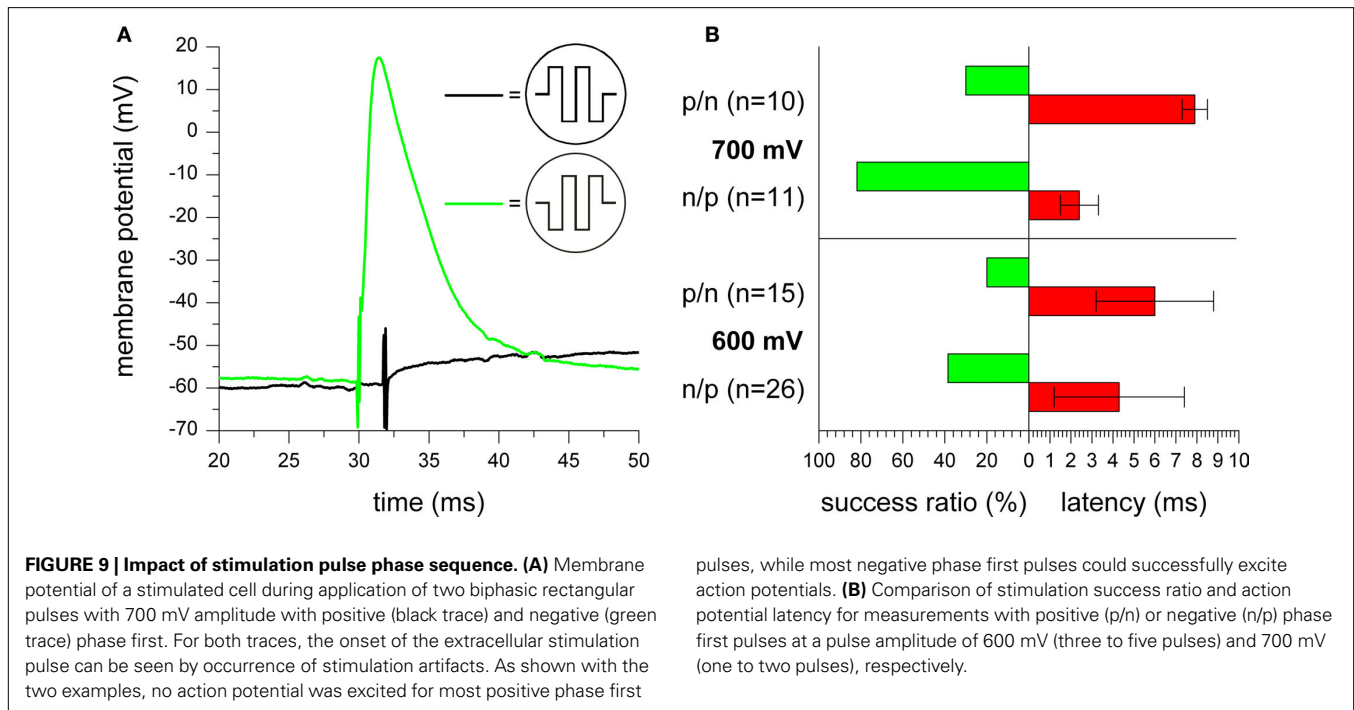 A
20
10
0
-10
-20
-30
-40
-50
-60
-70
membrane potential (mV)
=
=
20 25 30 35 40 45 50
time (ms)
B
p/n (n=10)
700 mV
n/p (n=11)
p/n (n=15)
600 mV
n/p (n=26)
100 80 60 40 20 0 1 2 3 4 5 6 7 8 9 10
success ratio (%) latency (ms)
FIGURE 9 | Impact of stimulation pulse phase sequence. (A) Membrane
potential of a stimulated cell during application of two biphasic rectangular
pulses with 700 mV amplitude with positive (black trace) and negative (green
trace) phase first. For both traces, the onset of the extracellular stimulation
pulse can be seen by occurrence of stimulation artifacts. As shown with the
two examples, no action potential was excited for most positive phase first
pulses, while most negative phase first pulses could successfully excite
action potentials. (B) Comparison of stimulation success ratio and action
potential latency for measurements with positive (p/n) or negative (n/p) phase
first pulses at a pulse amplitude of 600 mV (three to five pulses) and 700 mV
(one to two pulses), respectively.